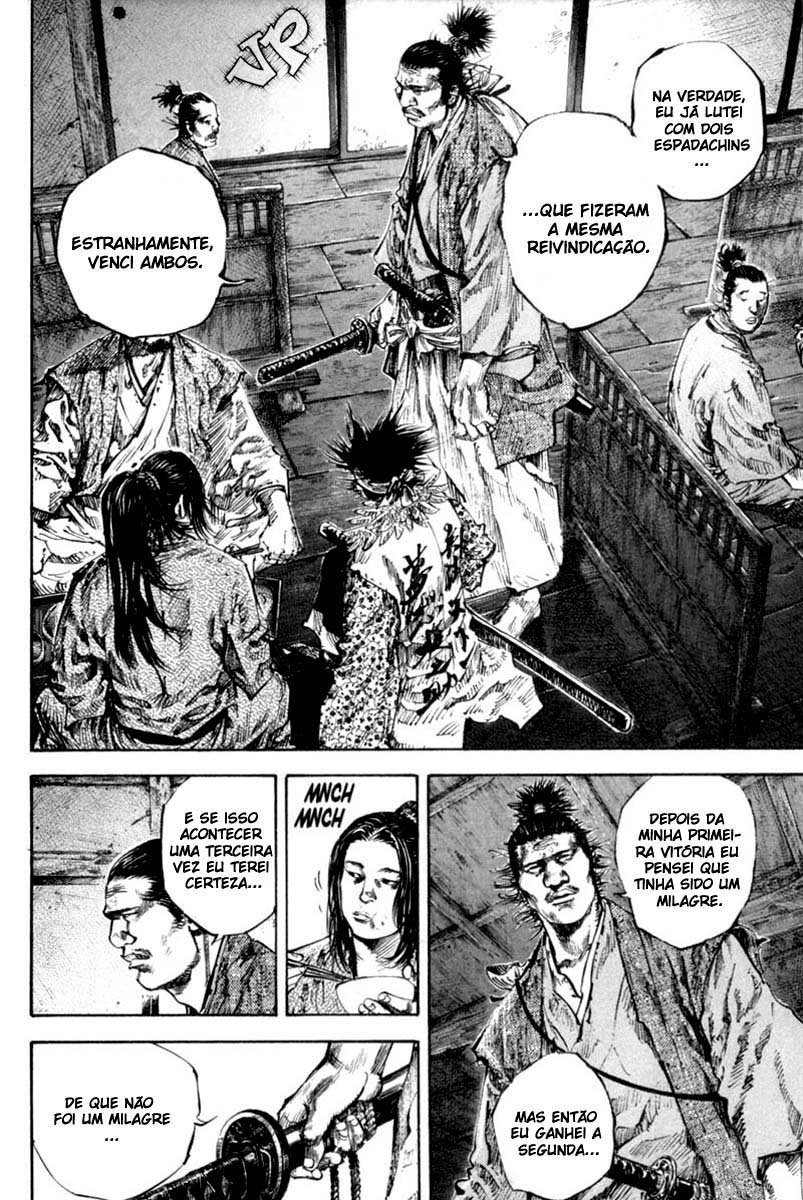 VP
NA VERDADE,
EU JÁ LUTEI
COM DOIS
ESPADACHINS
...
...QUE FIZERAM
A MESMA
REIVINDICAÇÃO.
ESTRANHAMENTE,
VENCI AMBOS.
DEPOIS DA
MINHA PRIMEI-
RA VITÓRIA EU
PENSEI QUE
TINHA SIDO UM
MILAGRE.
MAS ENTÃO
EU GANHEI A
SEGUNDA...
MNCH
MNCH
E SE ISSO
ACONTECER
UMA TERCEIRA
VEZ EU TEREI
CERTEZA...
DE QUE NÃO
FOI UM MILAGRE
...